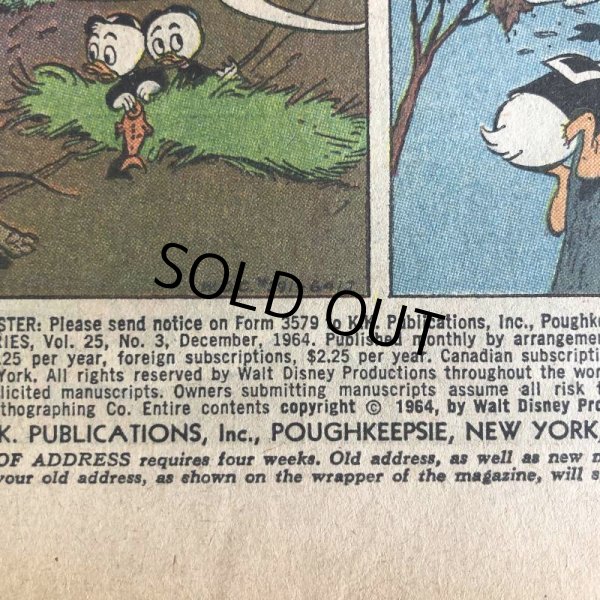 SOLD OUT
STER: Please send notice on Form 3579 K.K. Publications, Inc., Poughk
RIES, Vol. 25, No. 3, December, 1964. Published monthly by arrangeme
.25 per year, foreign subscriptions, $2.25 per year. Canadian subscripti
York. All rights reserved by Walt Disney Productions throughout the wor
licited manuscripts. Owners submitting manuscripts assume all risk
thographing Co. Entire contents copyright © 1964, by Walt Disney Pro
K. PUBLICATIONS, Inc., POUGHKEEPSIE, NEW YORK,
OF ADDRESS requires four weeks. Old address, as well as new
your old address, as shown on the wrapper of the magazine, will s